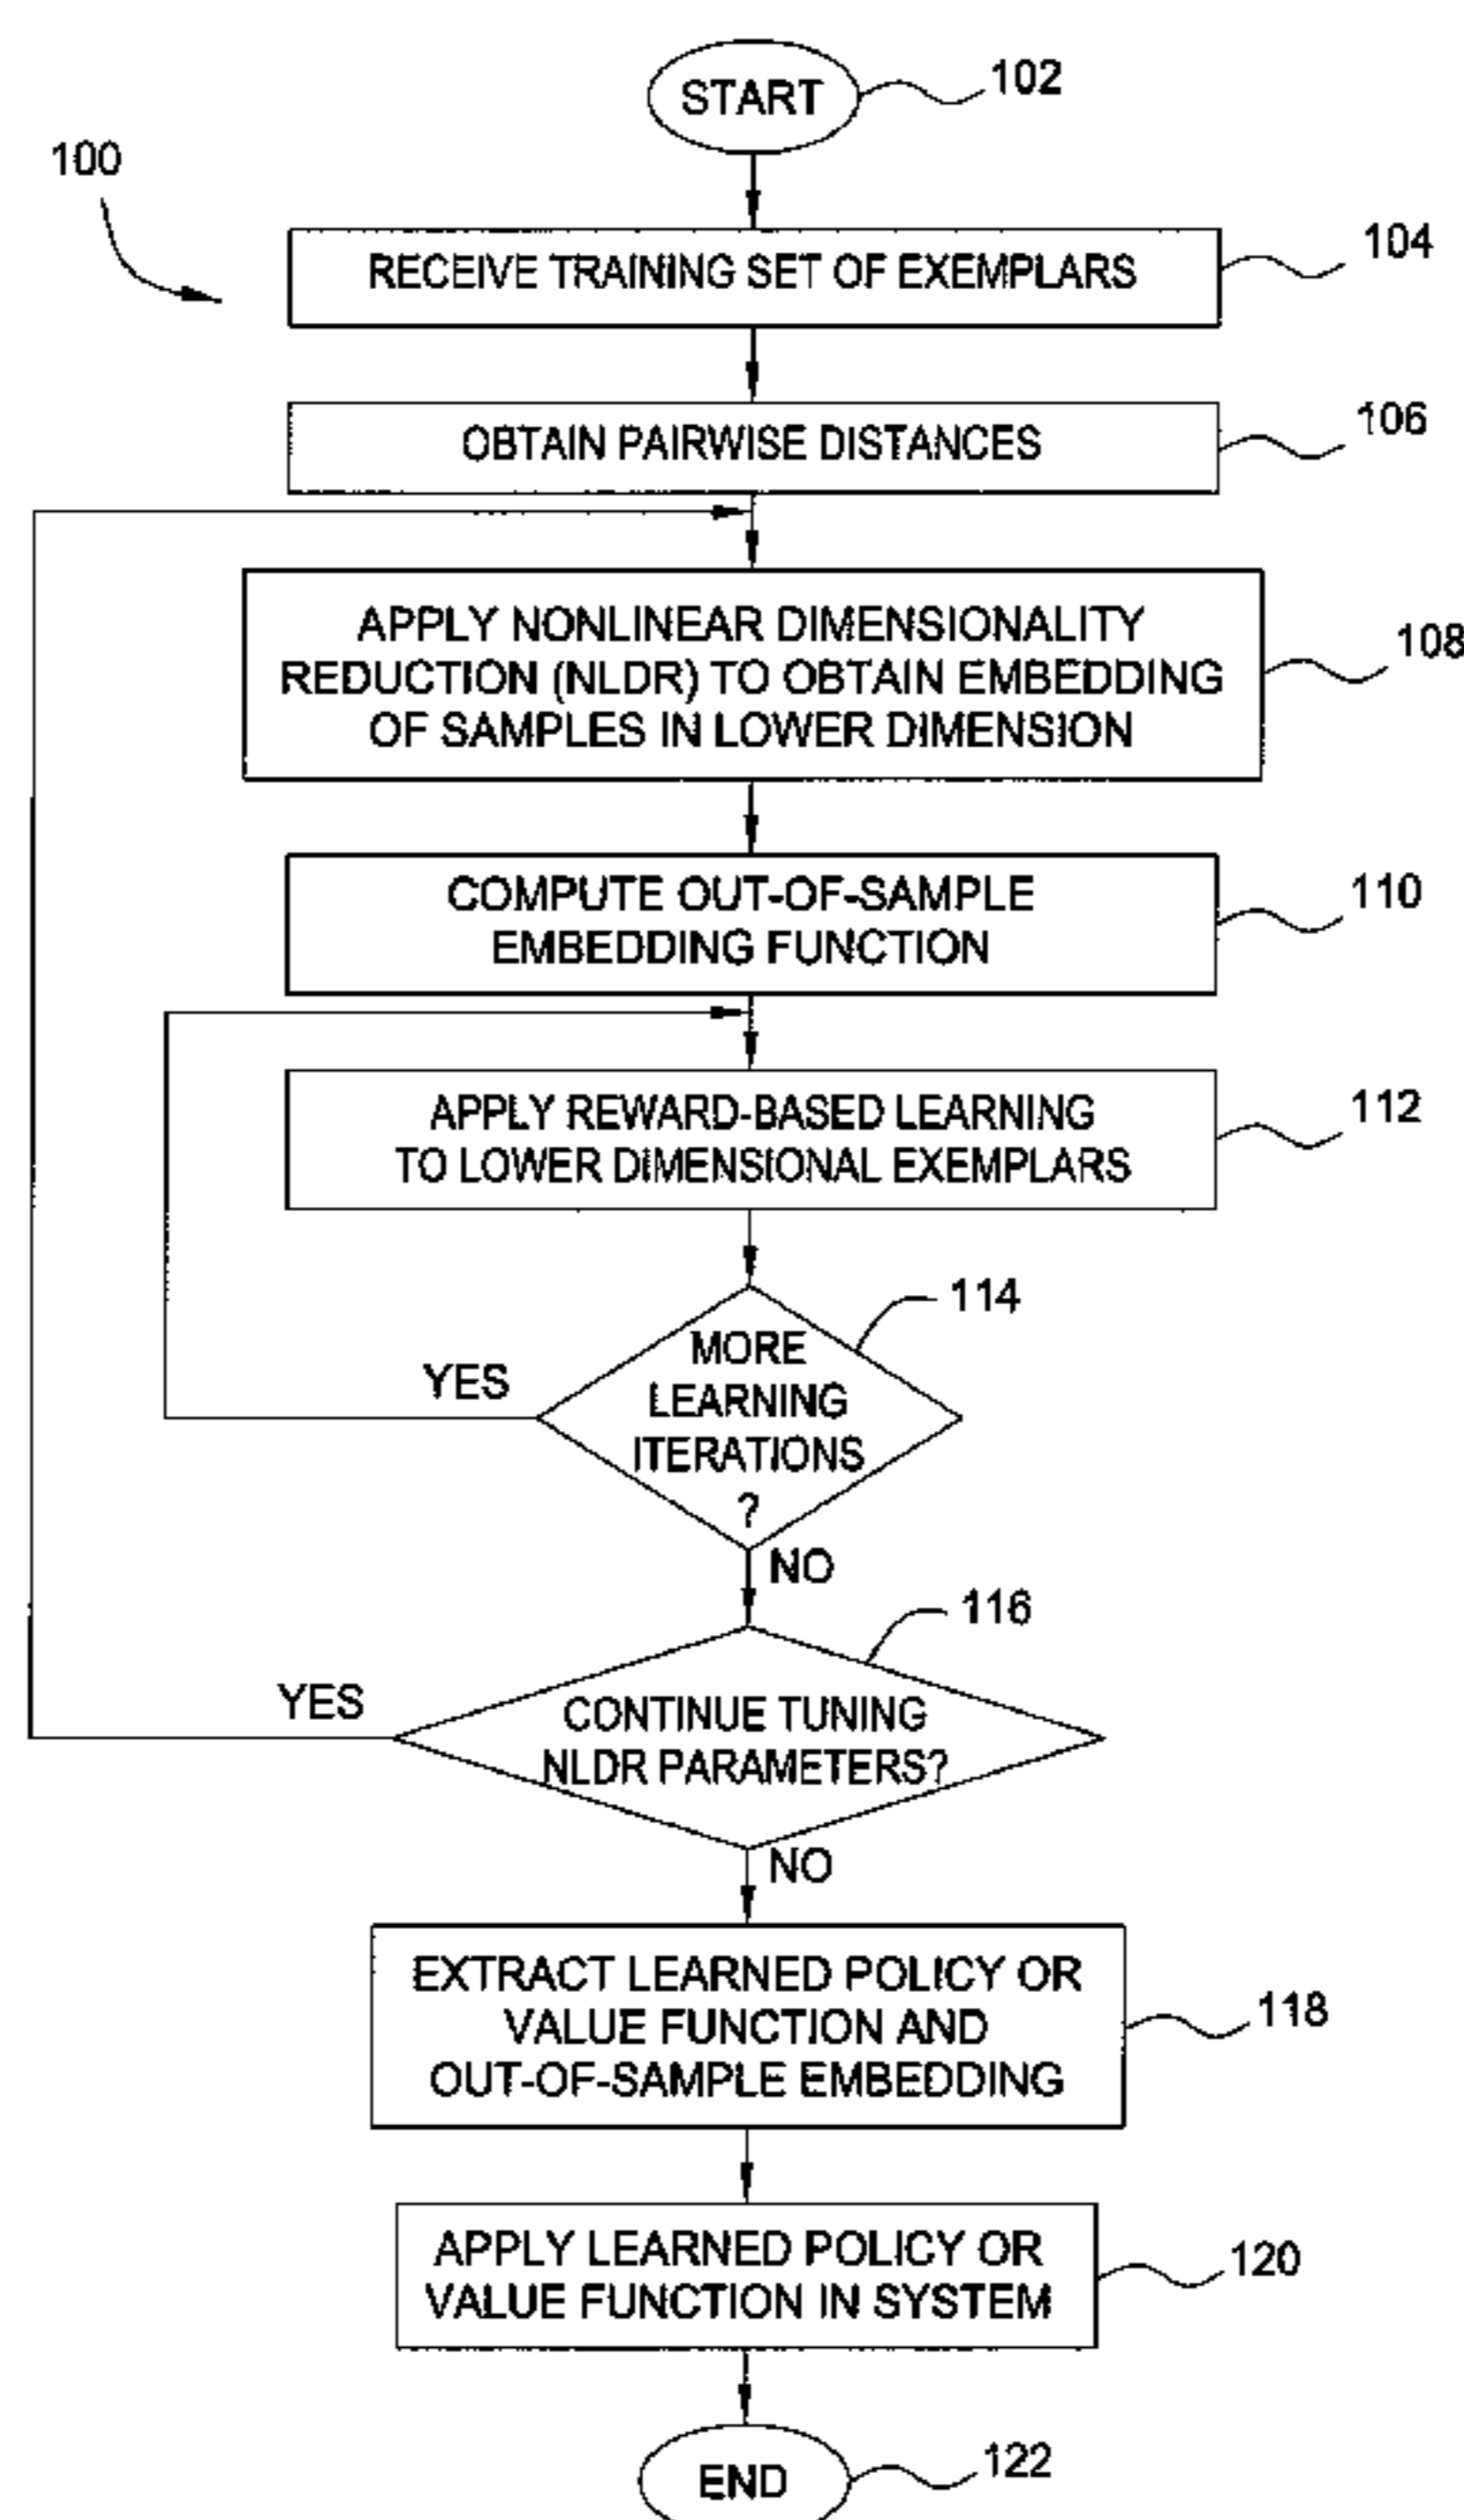 START
102
100
RECEIVE TRAINING SET OF EXEMPLARS
104
OBTAIN PAIRWISE DISTANCES
106
APPLY NONLINEAR DIMENSIONALITY
REDUCTION (NLDR) TO OBTAIN EMBEDDING
OF SAMPLES IN LOWER DIMENSION
108
COMPUTE OUT-OF-SAMPLE
EMBEDDING FUNCTION
110
APPLY REWARD-BASED LEARNING
TO LOWER DIMENSIONAL EXEMPLARS
112
MORE
LEARNING
ITERATIONS
?
114
YES
NO
CONTINUE TUNING
NLDR PARAMETERS?
116
YES
NO
EXTRACT LEARNED POLICY OR
VALUE FUNCTION AND
OUT-OF-SAMPLE EMBEDDING
118
APPLY LEARNED POLICY OR
VALUE FUNCTION IN SYSTEM
120
END
122